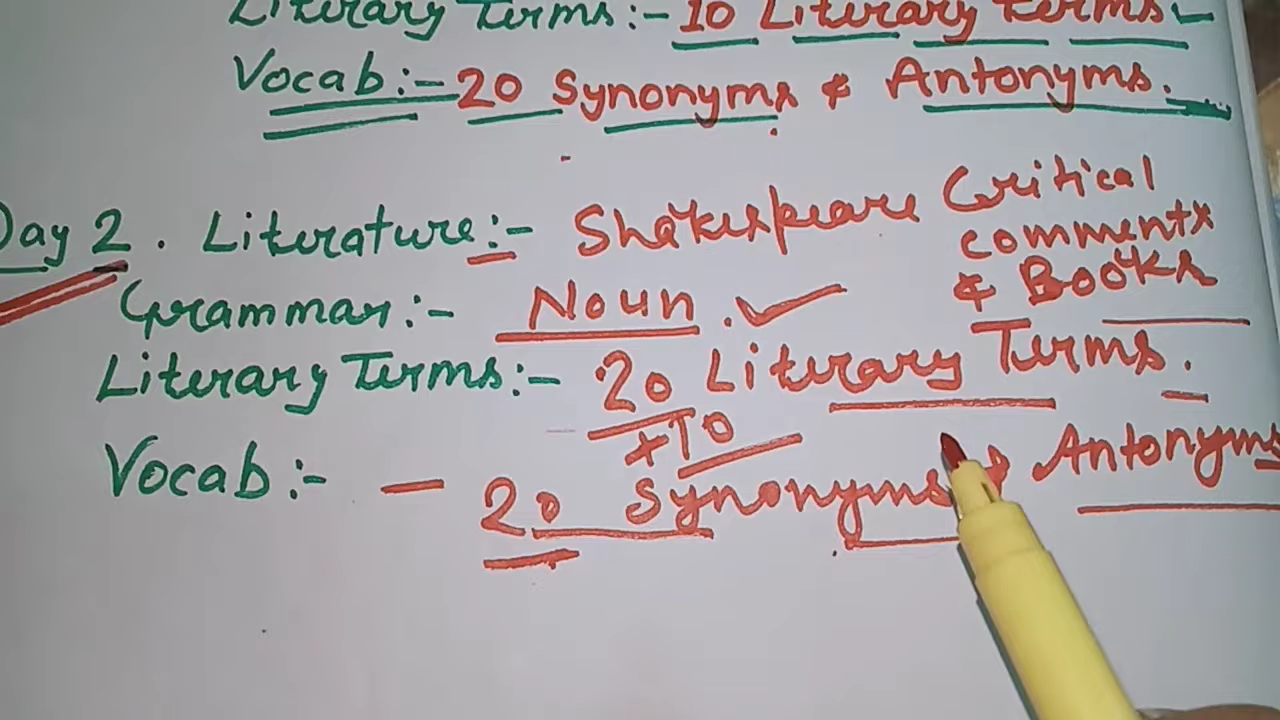 Literary Terms:- 10 Literary Terms-
Vocab:- 20 Synonyms & Antonyms.
Day 2. Literature:- Shakespeare Critical
comments
& Books
Grammar:- Noun. ✓
Literary Terms:- 20 Literary Terms.
+10
Vocab:- - 20 Synonyms & Antonyms